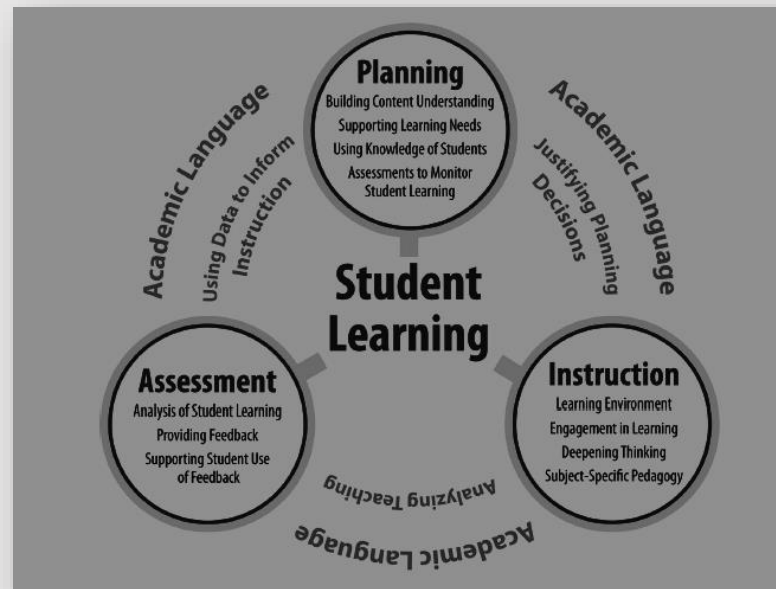 Planning
Building Content Understanding
Supporting Learning Needs
Using Knowledge of Students
Assessments to Monitor
Student Learning
Academic Language
Using Data to Inform
Instruction
Academic Language
Justifying Planning
Decisions
Student
Learning
Assessment
Analysis of Student Learning
Providing Feedback
Supporting Student Use
of Feedback
Instruction
Learning Environment
Engagement in Learning
Deepening Thinking
Subject-Specific Pedagogy
Analyzing Teaching
Academic Language